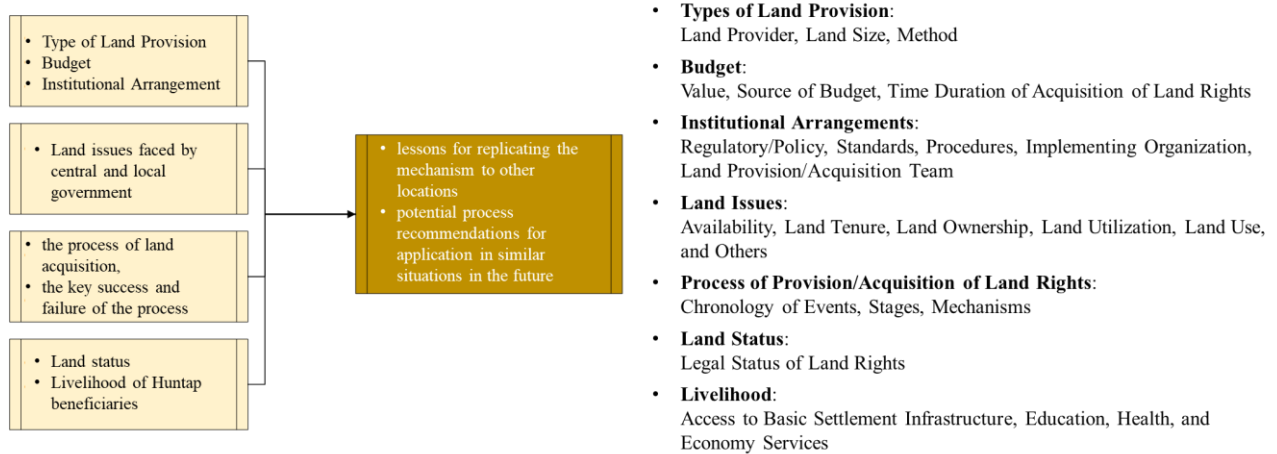 • Type of Land Provision
• Budget
• Institutional Arrangement
• Land issues faced by
central and local
government
• the process of land
acquisition,
• the key success and
failure of the process
• Land status
• Livelihood of Huntap
beneficiaries
• lessons for replicating the
mechanism to other
locations
• potential process
recommendations for
application in similar
situations in the future
• Types of Land Provision:
Land Provider, Land Size, Method
• Budget:
Value, Source of Budget, Time Duration of Acquisition of Land Rights
• Institutional Arrangements:
Regulatory/Policy, Standards, Procedures, Implementing Organization,
Land Provision/Acquisition Team
• Land Issues:
Availability, Land Tenure, Land Ownership, Land Utilization, Land Use,
and Others
• Process of Provision/Acquisition of Land Rights:
Chronology of Events, Stages, Mechanisms
• Land Status:
Legal Status of Land Rights
• Livelihood:
Access to Basic Settlement Infrastructure, Education, Health, and
Economy Services